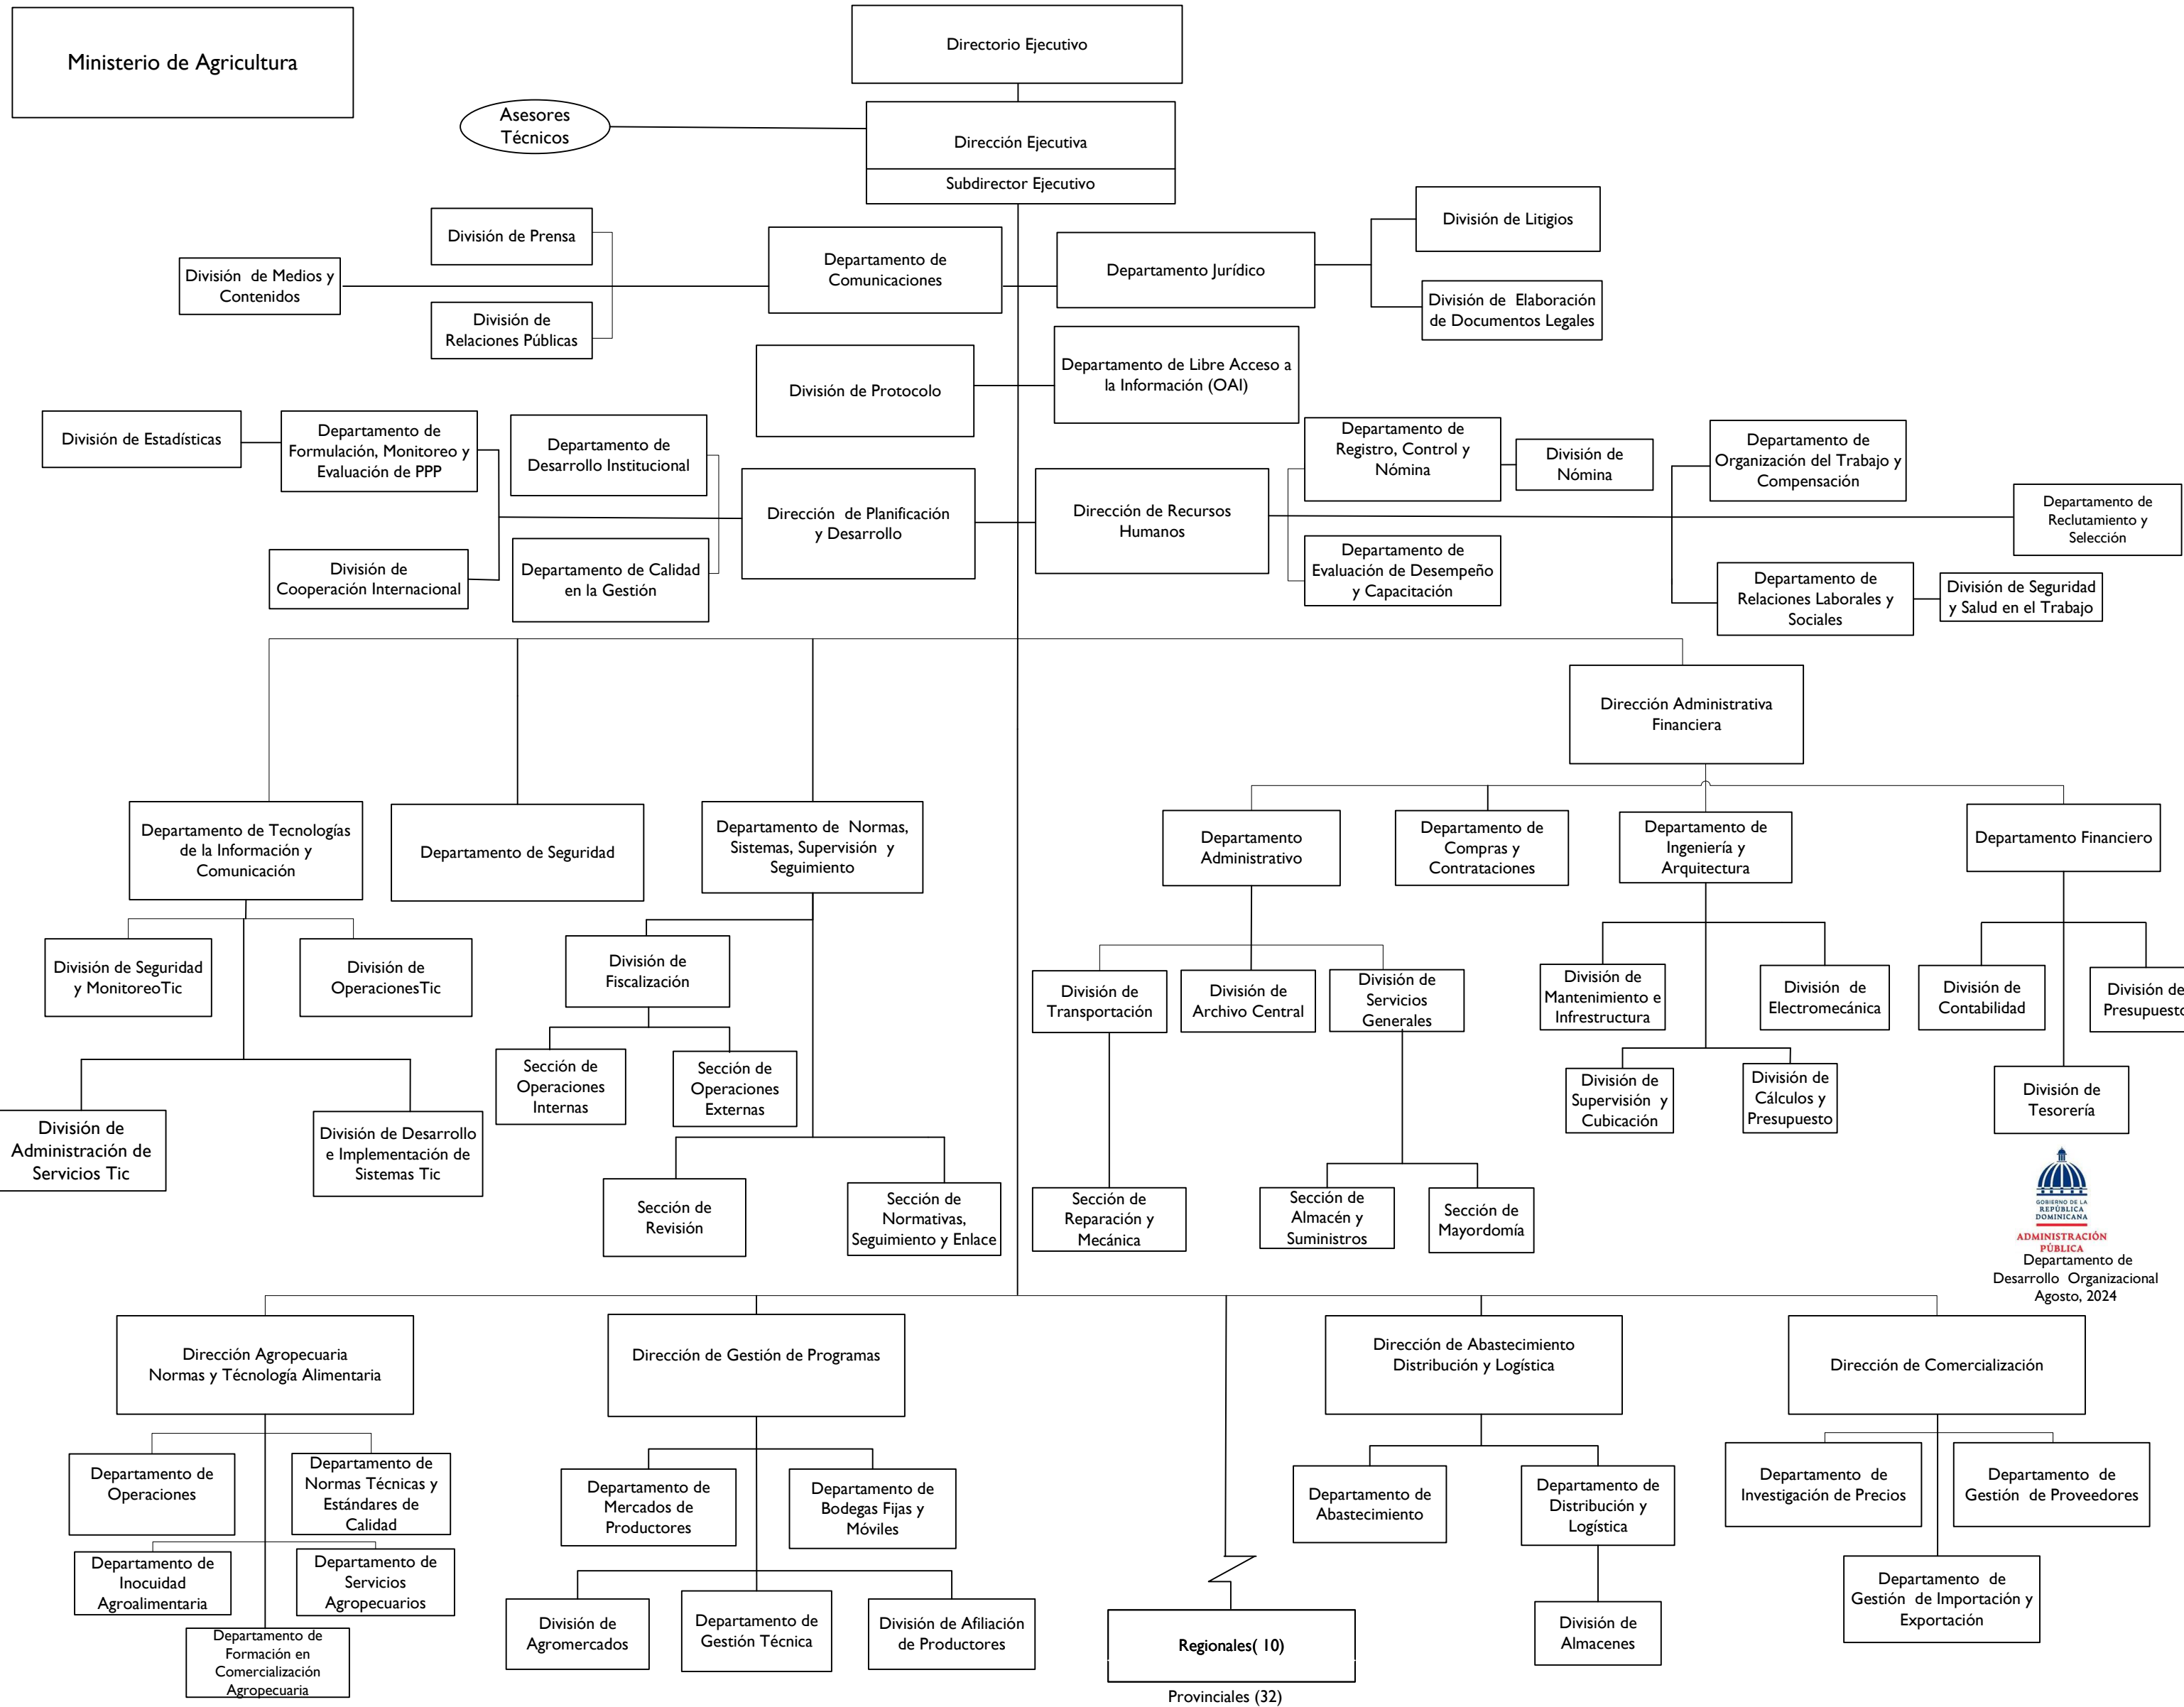 Ministerio de Agricultura
Directorio Ejecutivo
Asesores
Técnicos
Dirección Ejecutiva
Subdirector Ejecutivo
División de Prensa
División de Medios y
Contenidos
División de
Relaciones Públicas
Departamento de
Comunicaciones
Departamento Jurídico
División de Litigios
División de Elaboración
de Documentos Legales
División de Protocolo
Departamento de Libre Acceso a
la Información (OAI)
División de Estadísticas
Departamento de
Formulación, Monitoreo y
Evaluación de PPP
Departamento de
Desarrollo Institucional
División de
Cooperación Internacional
Departamento de Calidad
en la Gestión
Dirección de Planificación
y Desarrollo
Dirección de Recursos
Humanos
Departamento de
Registro, Control y
Nómina
División de
Nómina
Departamento de
Evaluación de Desempeño
y Capacitación
Departamento de
Organización del Trabajo y
Compensación
Departamento de
Reclutamiento y
Selección
Departamento de
Relaciones Laborales y
Sociales
División de Seguridad
y Salud en el Trabajo
Dirección Administrativa
Financiera
Departamento de Tecnologías
de la Información y
Comunicación
Departamento de Seguridad
Departamento de Normas,
Sistemas, Supervisión y
Seguimiento
Departamento
Administrativo
Departamento de
Compras y
Contrataciones
Departamento de
Ingeniería y
Arquitectura
Departamento Financiero
División de Seguridad
y MonitoreoTic
División de
OperacionesTic
División de
Fiscalización
División de
Transportación
División de
Archivo Central
División de
Servicios
Generales
División de
Mantenimiento e
Infrestructura
División de
Electromecánica
División de
Contabilidad
División de
Presupuesto
Sección de
Operaciones
Internas
Sección de
Operaciones
Externas
División de
Supervisión y
Cubicación
División de
Cálculos y
Presupuesto
División de
Tesorería
División de
Administración de
Servicios Tic
División de Desarrollo
e Implementación de
Sistemas Tic
Sección de
Revisión
Sección de
Normativas,
Seguimiento y Enlace
Sección de
Reparación y
Mecánica
Sección de
Almacén y
Suministros
Sección de
Mayordomía
GOBIERNO DE LA
REPÚBLICA
DOMINICANA
ADMINISTRACIÓN
PÚBLICA
Departamento de
Desarrollo Organizacional
Agosto, 2024
Dirección Agropecuaria
Normas y Técnología Alimentaria
Dirección de Gestión de Programas
Dirección de Abastecimiento
Distribución y Logística
Dirección de Comercialización
Departamento de
Operaciones
Departamento de
Normas Técnicas y
Estándares de
Calidad
Departamento de
Inocuidad
Agroalimentaria
Departamento de
Servicios
Agropecuarios
Departamento de
Formación en
Comercialización
Agropecuaria
Departamento de
Mercados de
Productores
Departamento de
Bodegas Fijas y
Móviles
División de
Agromercados
Departamento de
Gestión Técnica
División de Afiliación
de Productores
Regionales( 10)
Provinciales (32)
Departamento de
Abastecimiento
Departamento de
Distribución y
Logística
División de
Almacenes
Departamento de
Investigación de Precios
Departamento de
Gestión de Proveedores
Departamento de
Gestión de Importación y
Exportación